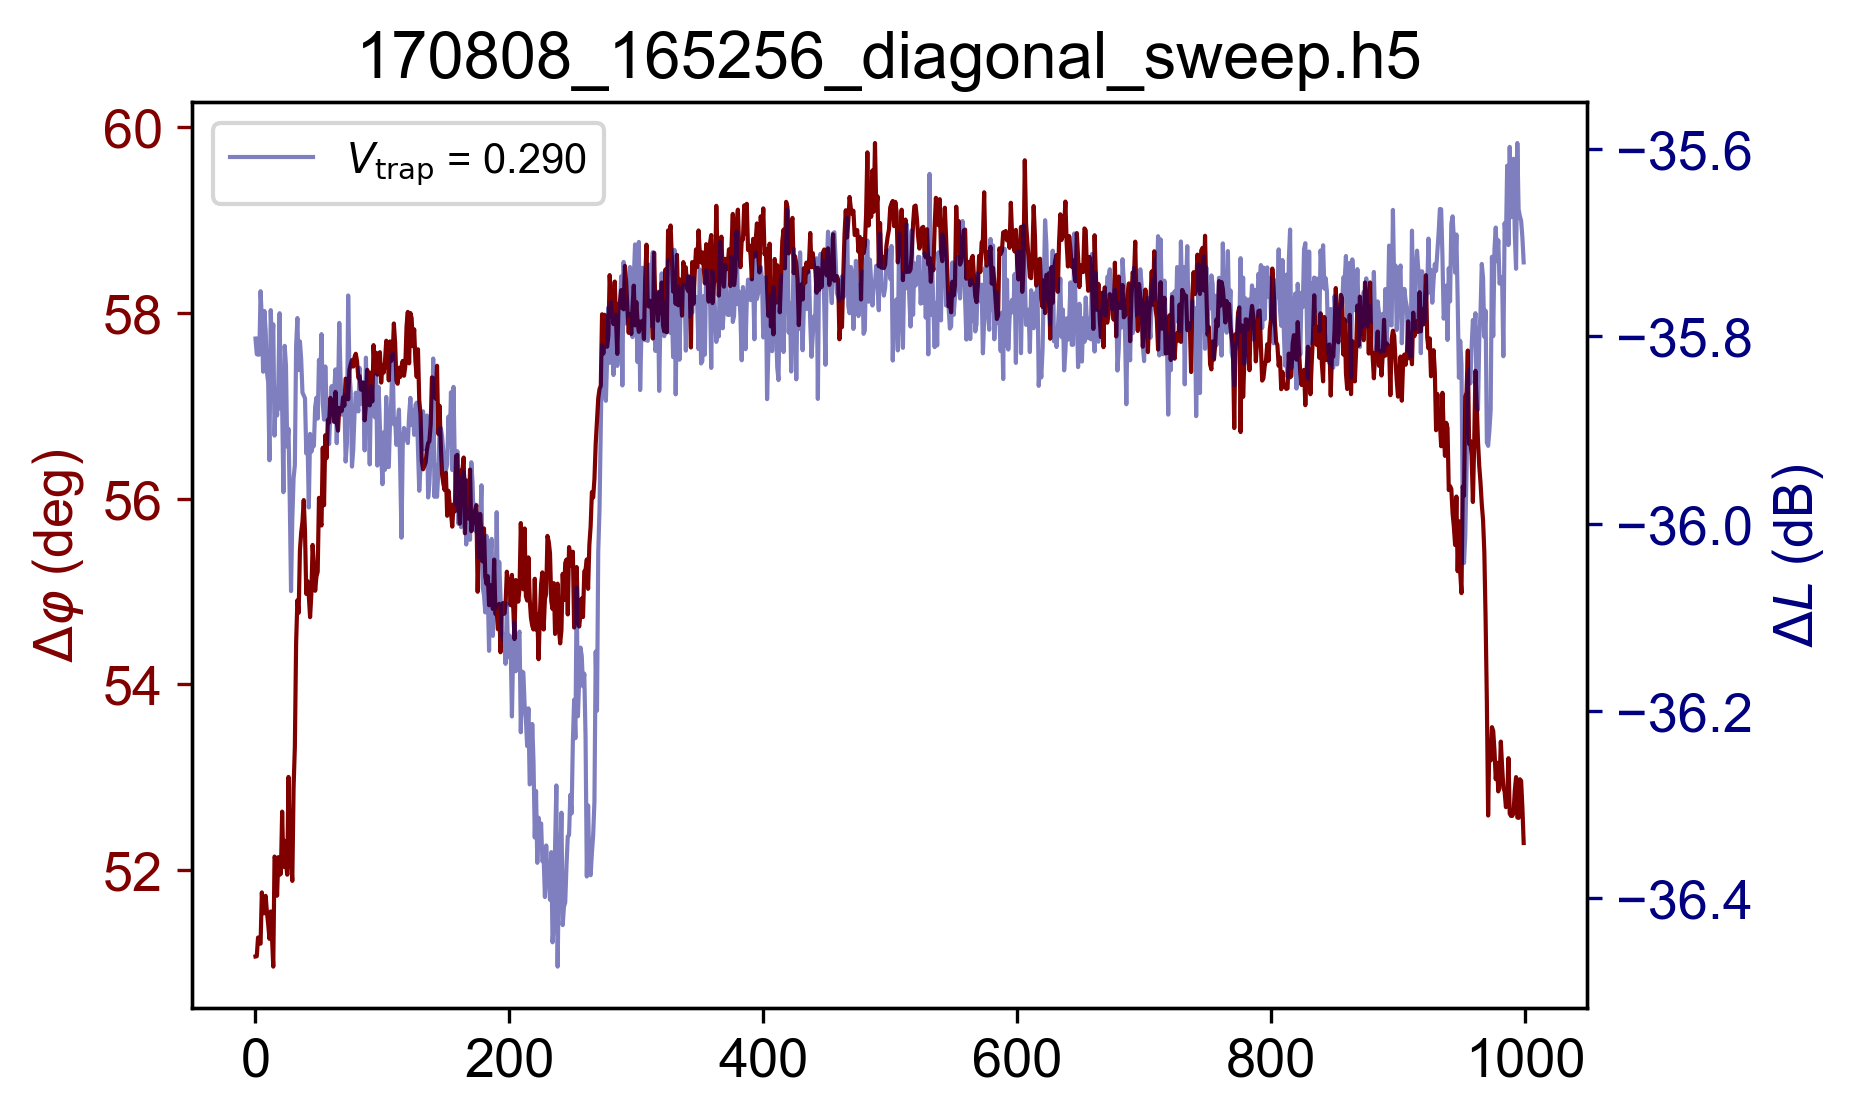 170808_165256_diagonal_sweep.h5
V_trap = 0.290
60
58
56
54
52
Δφ (deg)
−35.6
−35.8
−36.0
−36.2
−36.4
ΔL (dB)
0 200 400 600 800 1000